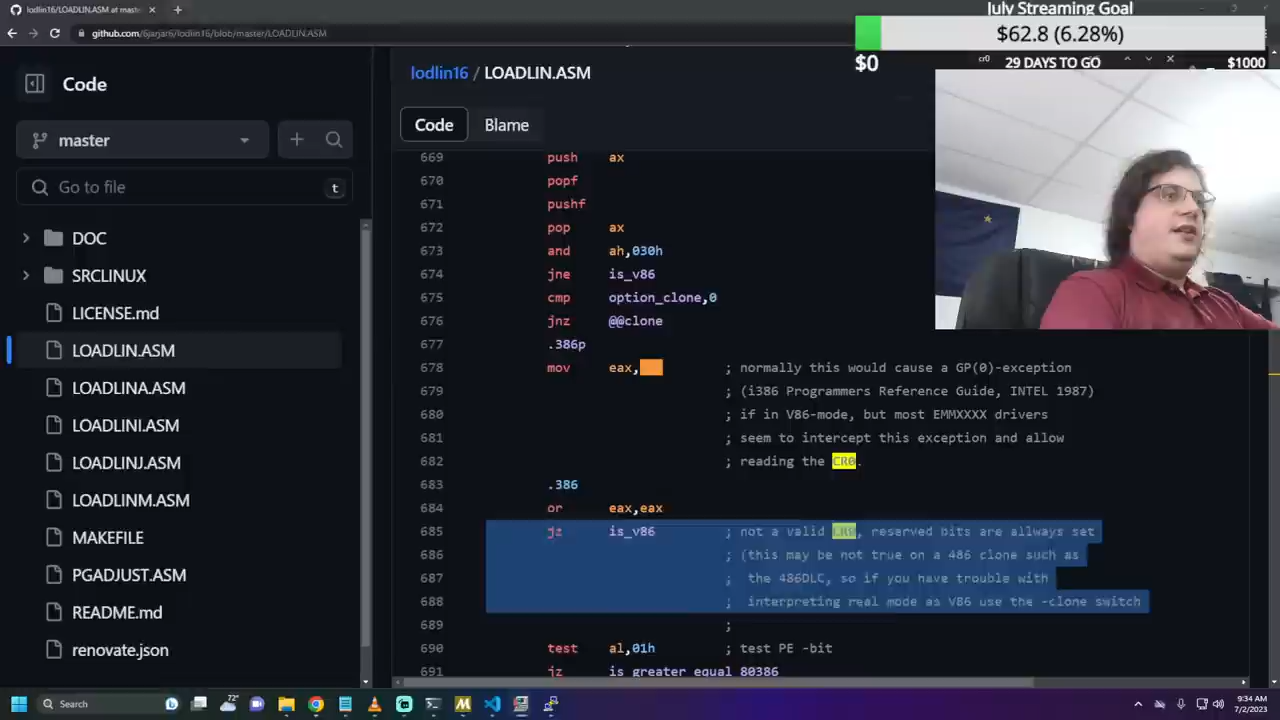 lodlin16/LOADLIN.ASM at maste
github.com/6jarjar6/lodlin16/blob/master/LOADLIN.ASM
July Streaming Goal
$62.8 (6.28%)
$0
29 DAYS TO GO
$1000
cr0
Code
master
Go to file
t
DOC
SRCLINUX
LICENSE.md
LOADLIN.ASM
LOADLINA.ASM
LOADLINI.ASM
LOADLINJ.ASM
LOADLINM.ASM
MAKEFILE
PGADJUST.ASM
README.md
renovate.json
lodlin16 / LOADLIN.ASM
Code Blame
669 push ax
670 popf
671 pushf
672 pop ax
673 and ah,030h
674 jne is_v86
675 cmp option_clone,0
676 jnz @@clone
677 .386p
678 mov eax, ; normally this would cause a GP(0)-exception
679 ; (i386 Programmers Reference Guide, INTEL 1987)
680 ; if in V86-mode, but most EMMXXXX drivers
681 ; seem to intercept this exception and allow
682 ; reading the CR0.
683 .386
684 or eax,eax
685 jz is_v86 ; not a valid CR0, reserved bits are allways set
686 ; (this may be not true on a 486 clone such as
687 ; the 486DLC, so if you have trouble with
688 ; interpreting real mode as V86 use the -clone switch
689 ;
690 test al,01h ; test PE -bit
691 jz is_greater_equal_80386
Search
72°
9:34 AM
7/2/2023